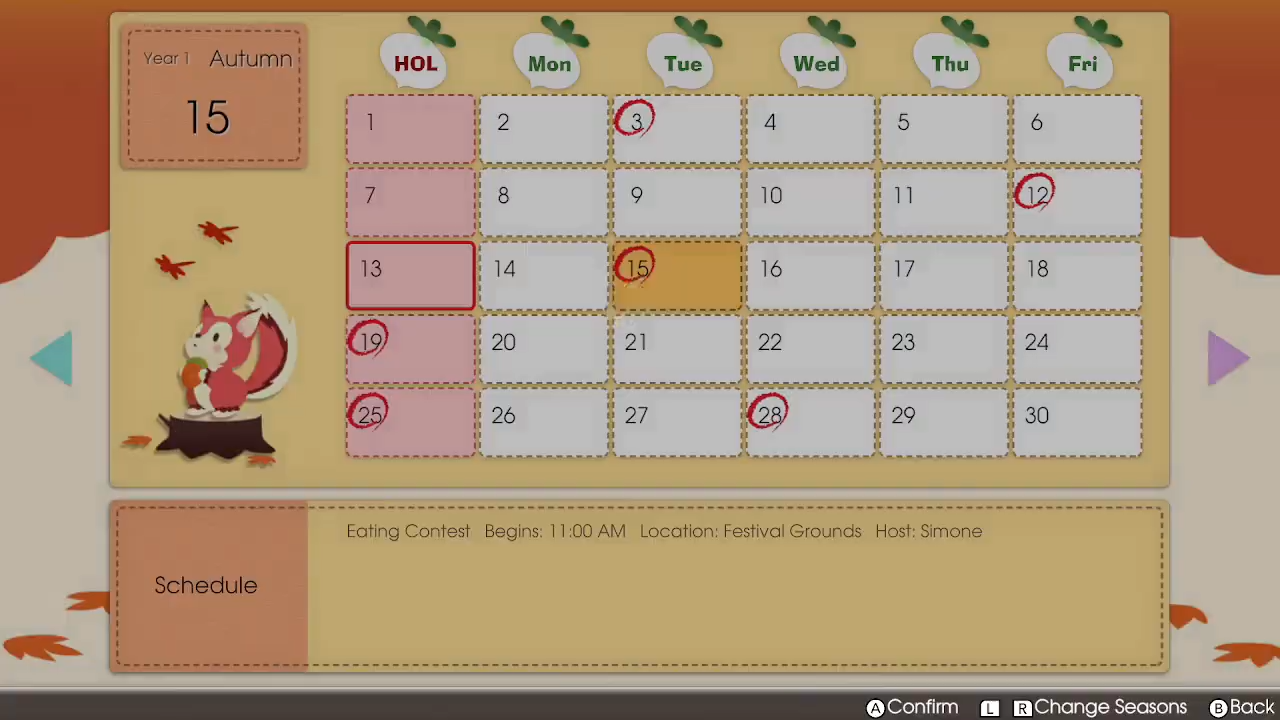 Year 1 Autumn
15
HOL Mon Tue Wed Thu Fri
1 2 3 4 5 6
7 8 9 10 11 12
13 14 15 16 17 18
19 20 21 22 23 24
25 26 27 28 29 30
Schedule
Eating Contest Begins: 11:00 AM Location: Festival Grounds Host: Simone
A Confirm L R Change Seasons B Back